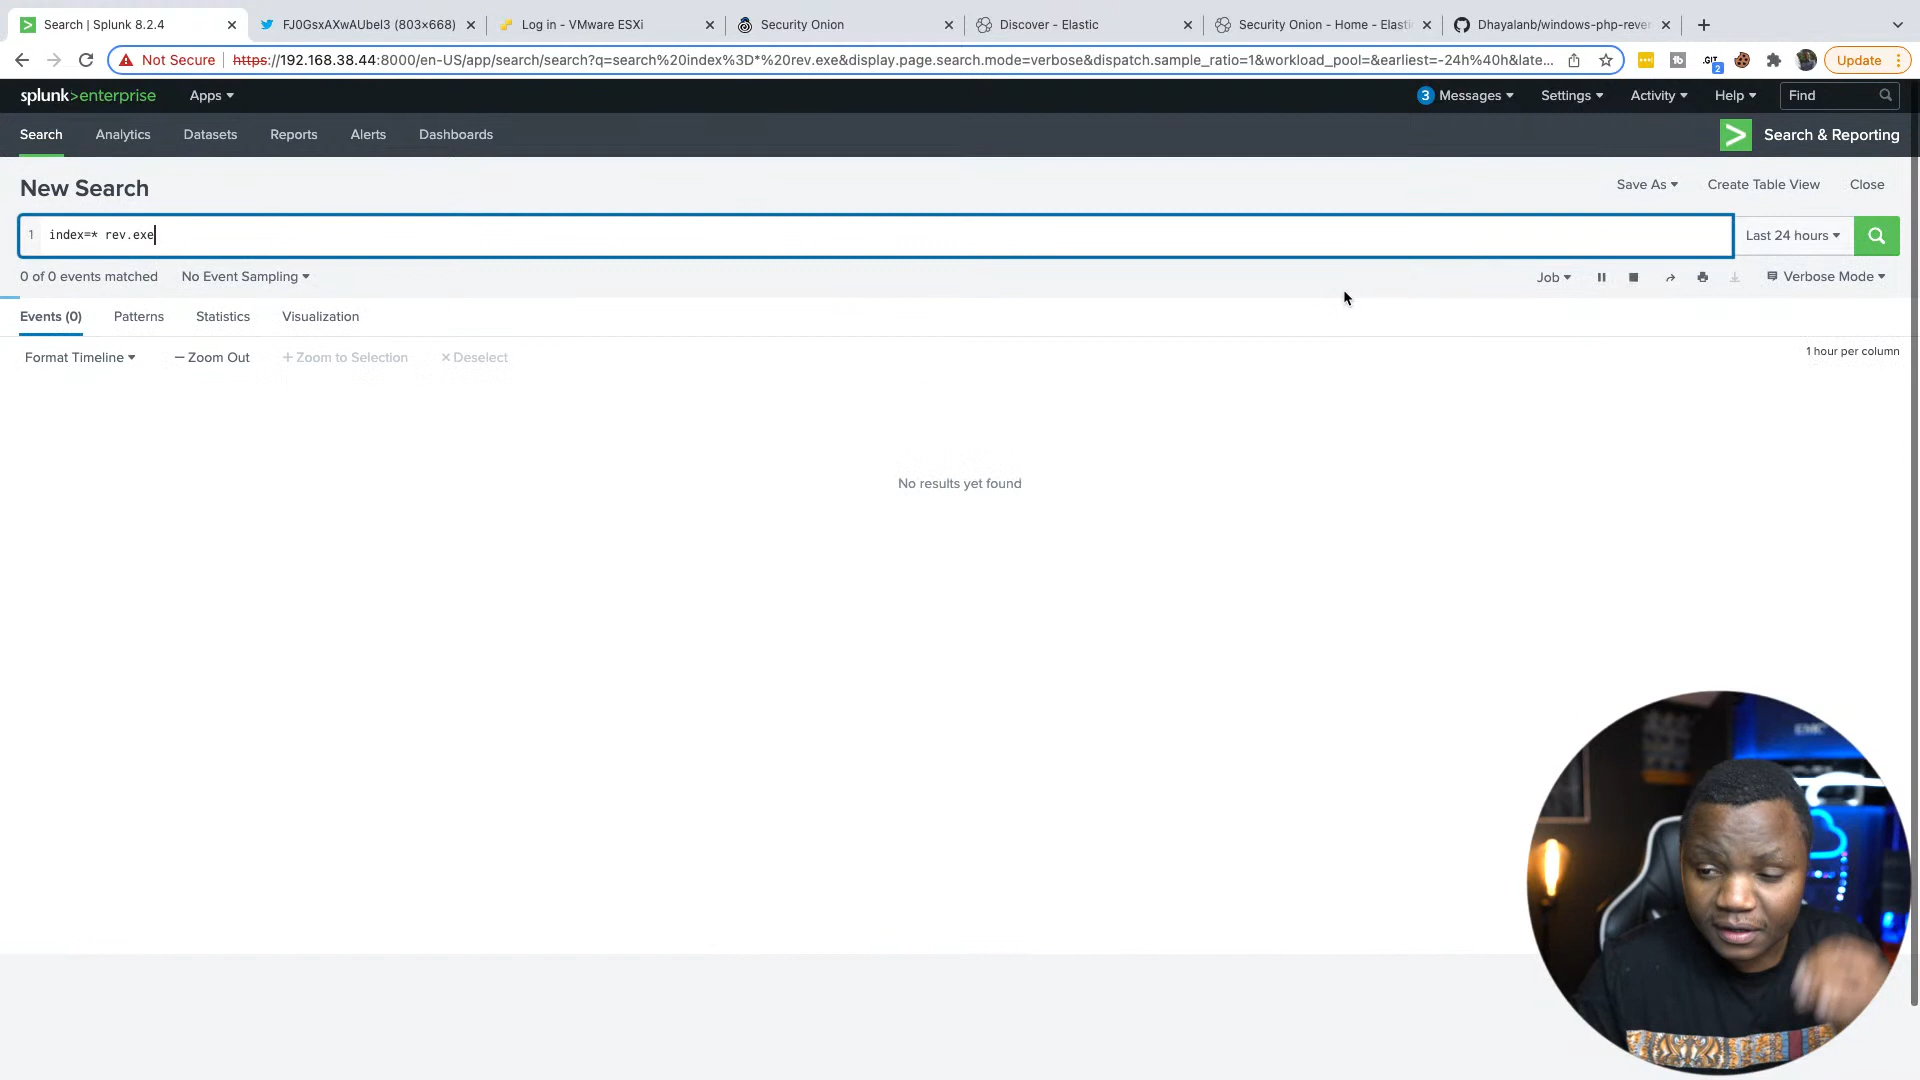 Search | Splunk 8.2.4
FJ0GsxAXwAUbel3 (803×668)
Log in - VMware ESXi
Security Onion
Discover - Elastic
Security Onion - Home - Elasti
Dhayalanb/windows-php-reve
Not Secure
https://192.168.38.44:8000/en-US/app/search/search?q=search%20index%3D*%20rev.exe&display.page.search.mode=verbose&dispatch.sample_ratio=1&workload_pool=&earliest=-24h%40h&late...
.GIT
2
Update
splunk>enterprise
Apps
3 Messages
Settings
Activity
Help
Find
Search
Analytics
Datasets
Reports
Alerts
Dashboards
Search & Reporting
New Search
Save As
Create Table View
Close
1 index=* rev.exe
Last 24 hours
0 of 0 events matched
No Event Sampling
Job
Verbose Mode
Events (0)
Patterns
Statistics
Visualization
Format Timeline
– Zoom Out
+ Zoom to Selection
× Deselect
1 hour per column
No results yet found